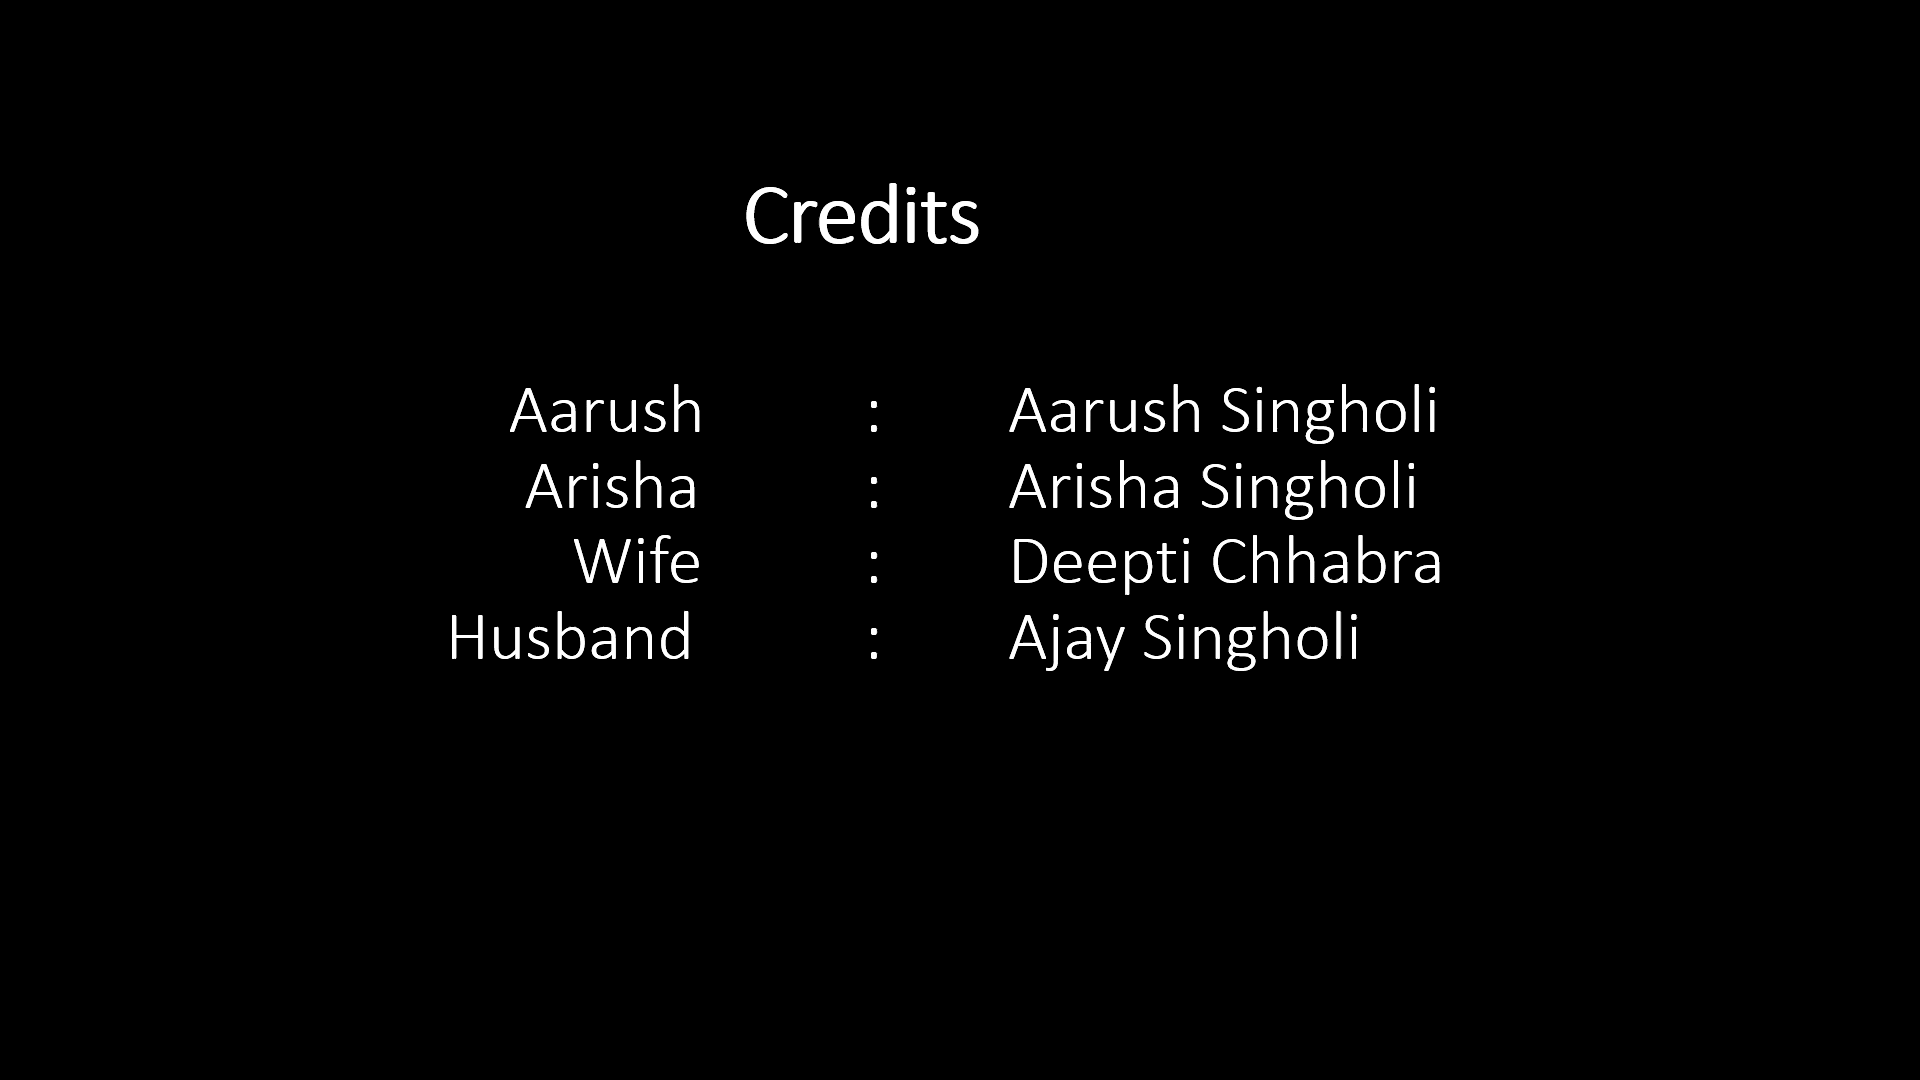 Credits
Aarush : Aarush Singholi
Arisha : Arisha Singholi
Wife : Deepti Chhabra
Husband : Ajay Singholi